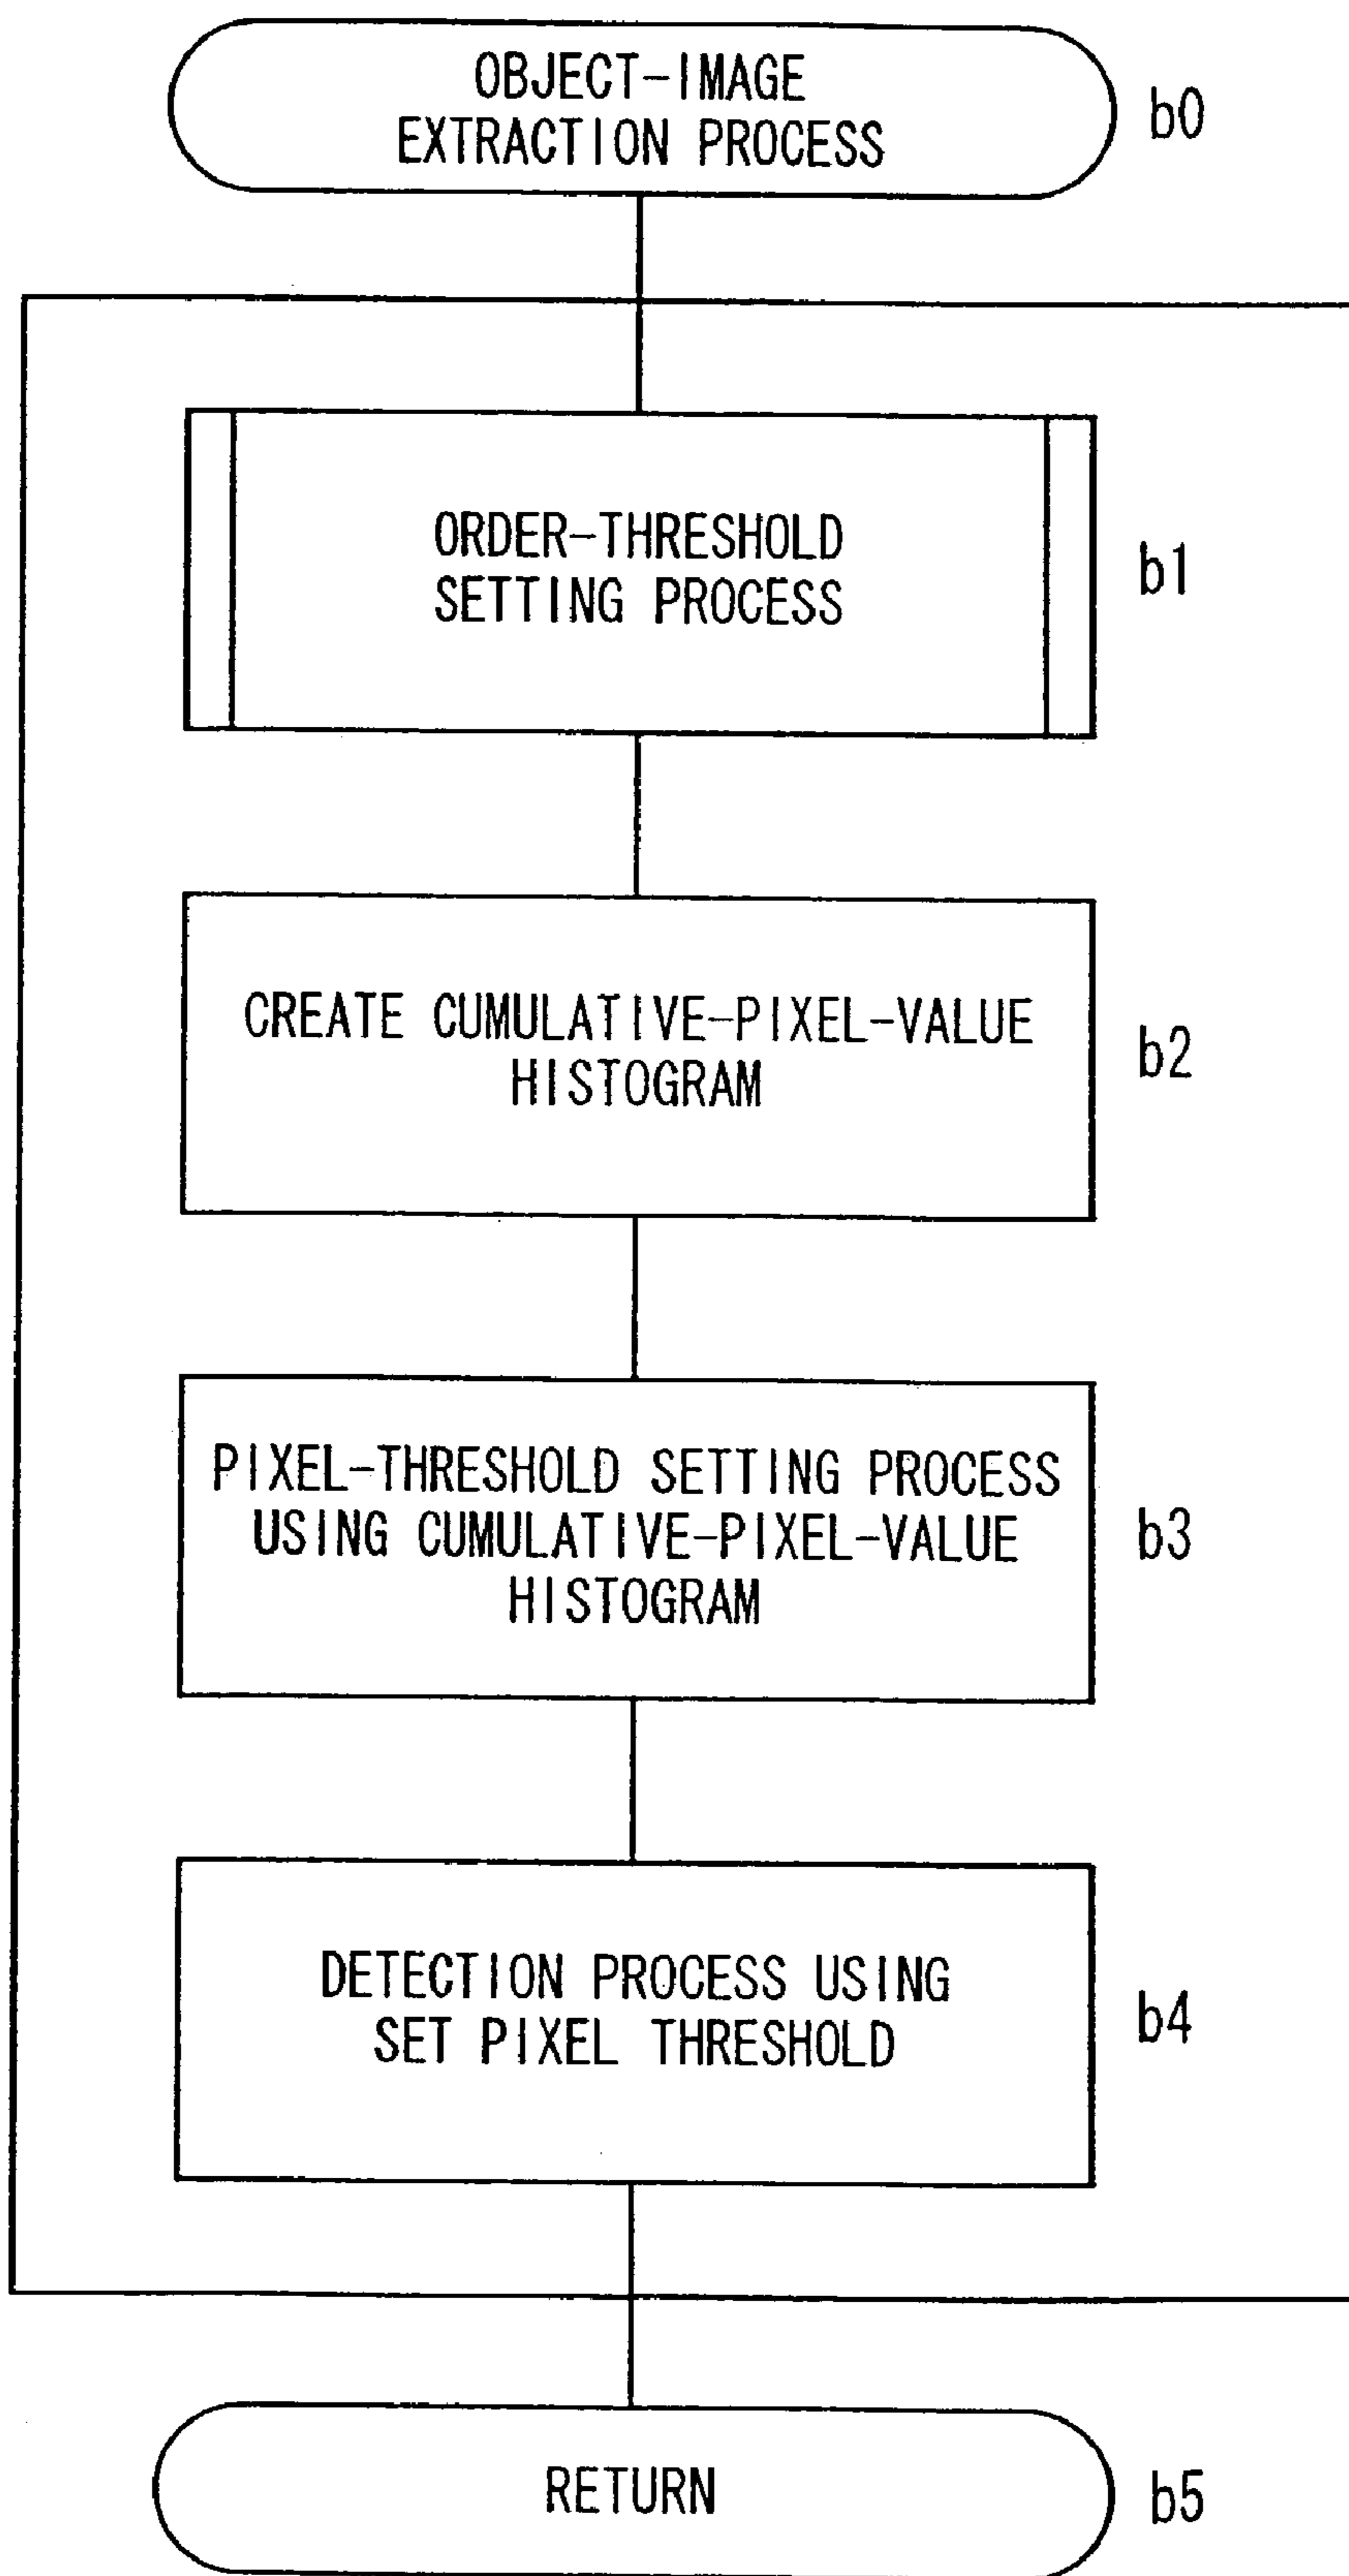 OBJECT-IMAGE
EXTRACTION PROCESS
b0
ORDER-THRESHOLD
SETTING PROCESS
b1
CREATE CUMULATIVE-PIXEL-VALUE
HISTOGRAM
b2
PIXEL-THRESHOLD SETTING PROCESS
USING CUMULATIVE-PIXEL-VALUE
HISTOGRAM
b3
DETECTION PROCESS USING
SET PIXEL THRESHOLD
b4
RETURN
b5